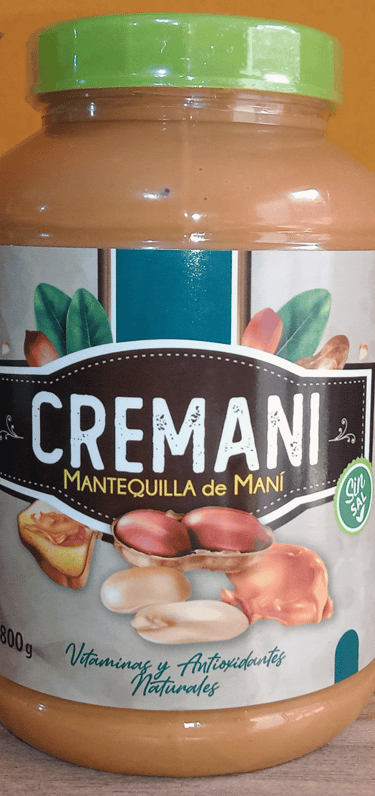 CREMANI
MANTEQUILLA de MANÍ
Sin
SAL
800g
Vitaminas y Antioxidantes
Naturales